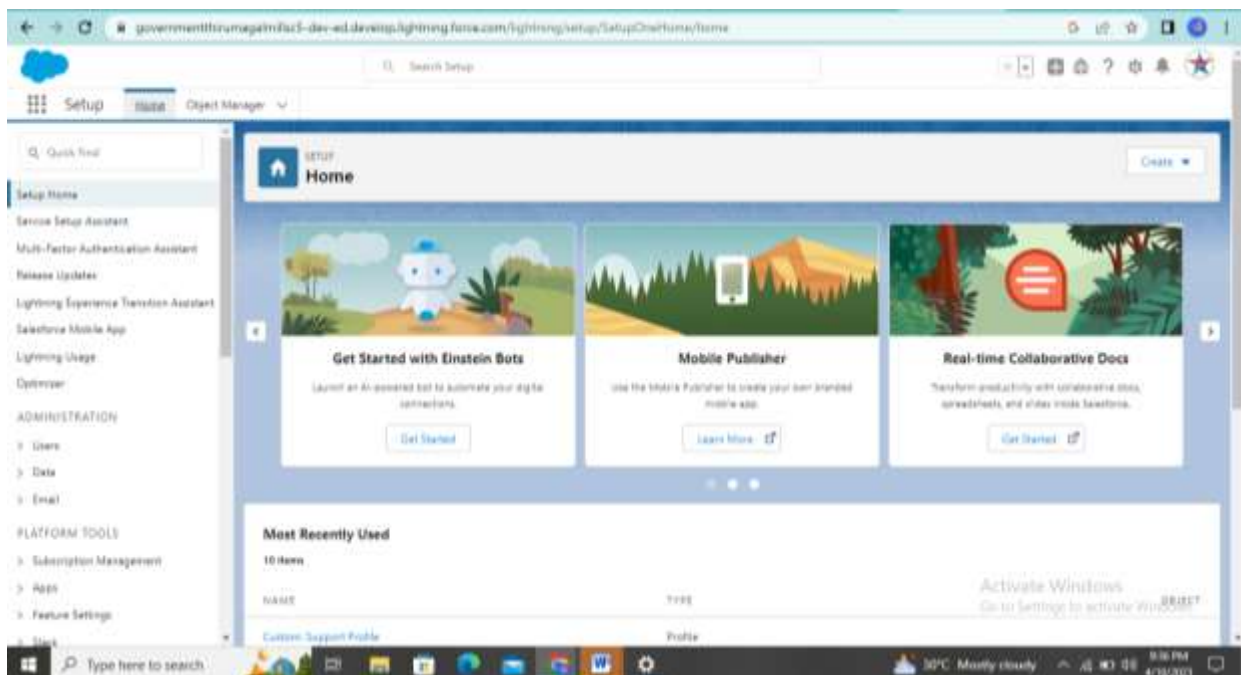 Search Setup
Setup Home Object Manager
Quick Find
SETUP
Home
Create
Setup Home
Service Setup Assistant
Multi-Factor Authentication Assistant
Release Updates
Lightning Experience Transition Assistant
Salesforce Mobile App
Lightning Usage
Optimizer
ADMINISTRATION
Users
Data
Email
PLATFORM TOOLS
Subscription Management
Apps
Feature Settings
Slack
Get Started with Einstein Bots
Launch an AI-powered bot to automate your digital
connections.
Get Started
Mobile Publisher
Use the Mobile Publisher to create your own branded
mobile app.
Learn More
Real-time Collaborative Docs
Transform productivity with collaborative docs,
spreadsheets, and slides inside Salesforce.
Get Started
Most Recently Used
10 items
NAME TYPE OBJECT
Custom: Support Profile Profile
Activate Windows
Go to Settings to activate Windows.
Type here to search
30°C Mostly cloudy
9:36 PM